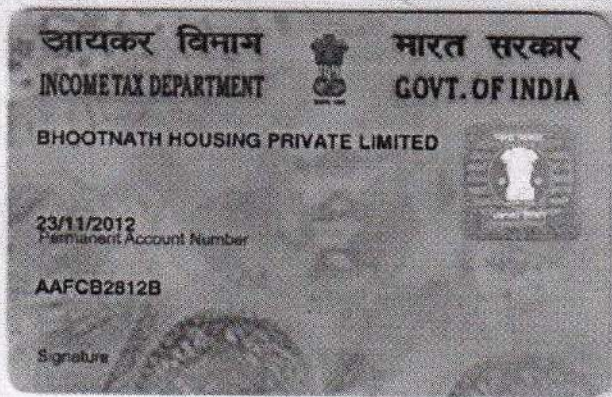 आयकर विभाग
भारत सरकार
INCOME TAX DEPARTMENT
GOVT. OF INDIA
BHOOTNATH HOUSING PRIVATE LIMITED
23/11/2012
Permanent Account Number
AAFCB2812B
Signature